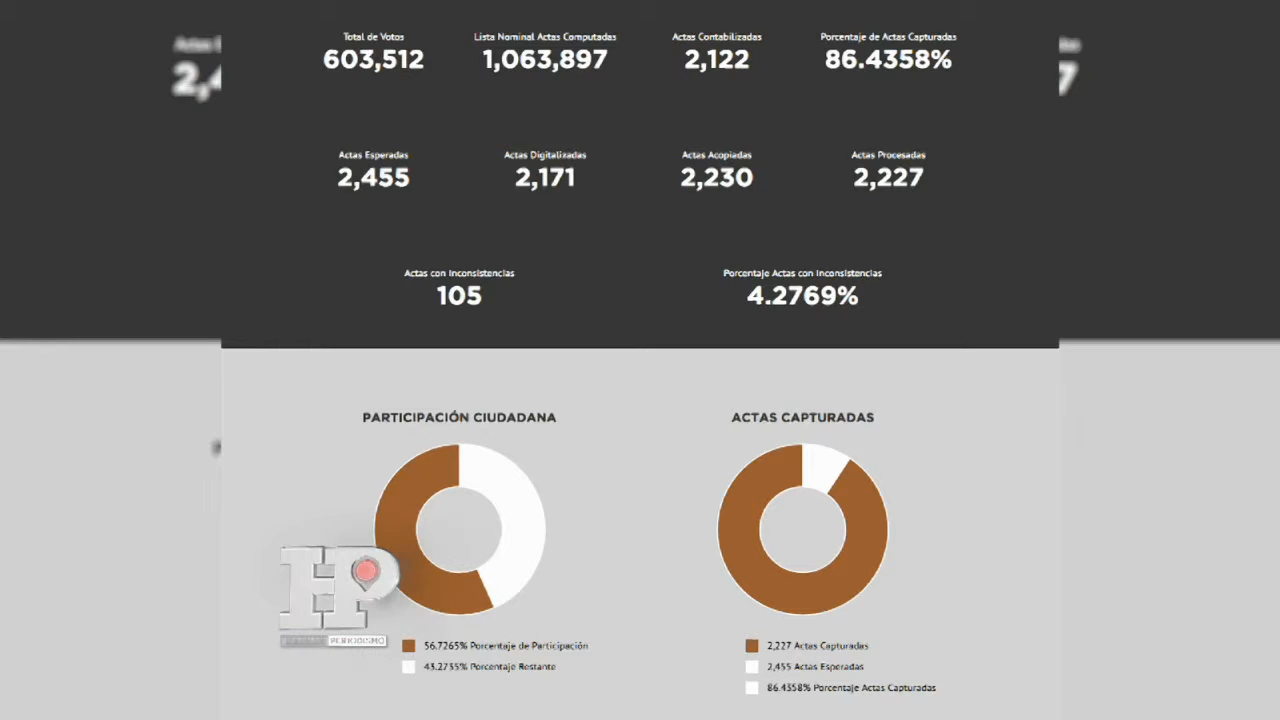 Total de Votos
603,512
Lista Nominal Actas Computadas
1,063,897
Actas Contabilizadas
2,122
Porcentaje de Actas Capturadas
86.4358%
Actas Esperadas
2,455
Actas Digitalizadas
2,171
Actas Acopiadas
2,230
Actas Procesadas
2,227
Actas con Inconsistencias
105
Porcentaje Actas con Inconsistencias
4.2769%
PARTICIPACIÓN CIUDADANA
56.7265% Porcentaje de Participación
43.2735% Porcentaje Restante
ACTAS CAPTURADAS
2,227 Actas Capturadas
2,455 Actas Esperadas
86.4358% Porcentaje Actas Capturadas
HP
PERIODISMO